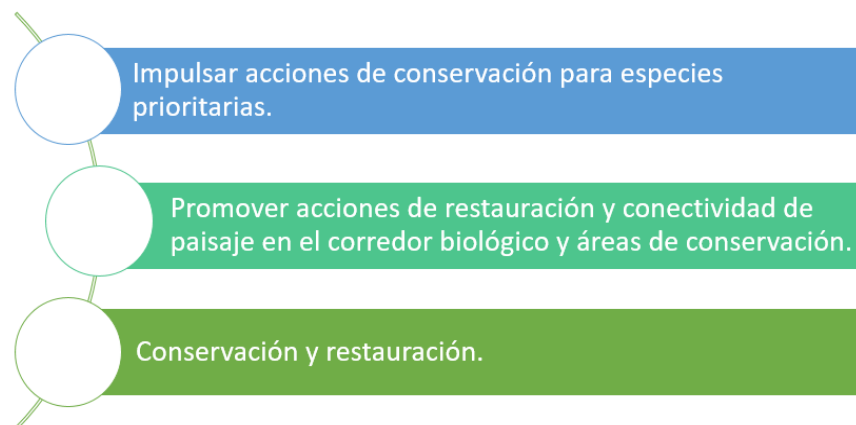 Impulsar acciones de conservación para especies
prioritarias.
Promover acciones de restauración y conectividad de
paisaje en el corredor biológico y áreas de conservación.
Conservación y restauración.